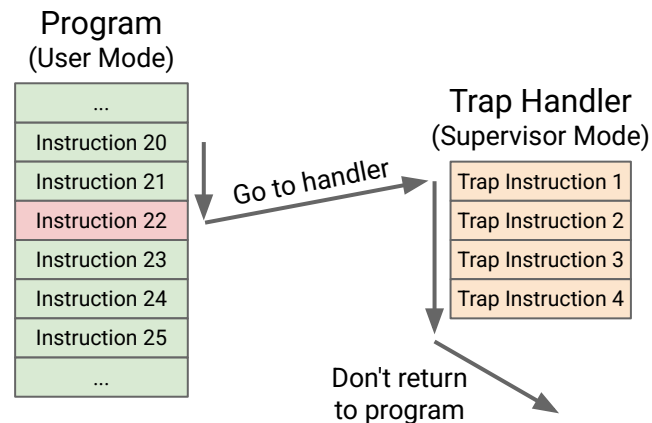 Program
(User Mode)
...
Instruction 20
Instruction 21
Instruction 22
Instruction 23
Instruction 24
Instruction 25
...
Go to handler
Trap Handler
(Supervisor Mode)
Trap Instruction 1
Trap Instruction 2
Trap Instruction 3
Trap Instruction 4
Don't return
to program